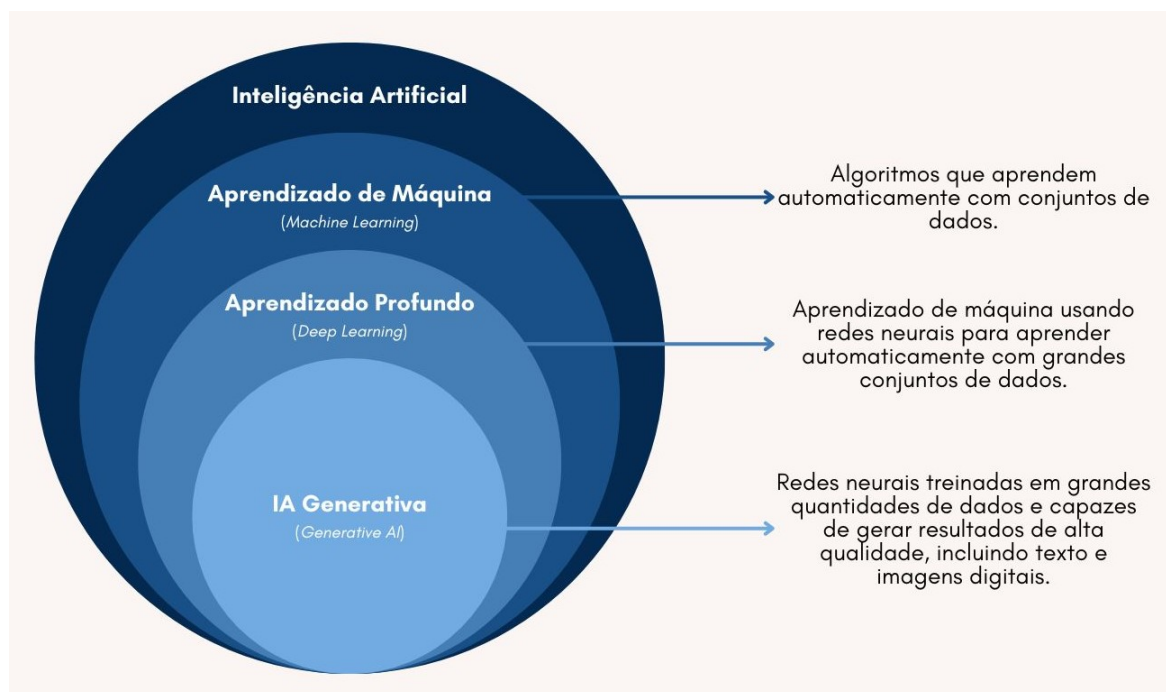 Inteligência Artificial
Aprendizado de Máquina
(Machine Learning)
Algoritmos que aprendem
automaticamente com conjuntos de
dados.
Aprendizado Profundo
(Deep Learning)
Aprendizado de máquina usando
redes neurais para aprender
automaticamente com grandes
conjuntos de dados.
IA Generativa
(Generative AI)
Redes neurais treinadas em grandes
quantidades de dados e capazes
de gerar resultados de alta
qualidade, incluindo texto e
imagens digitais.